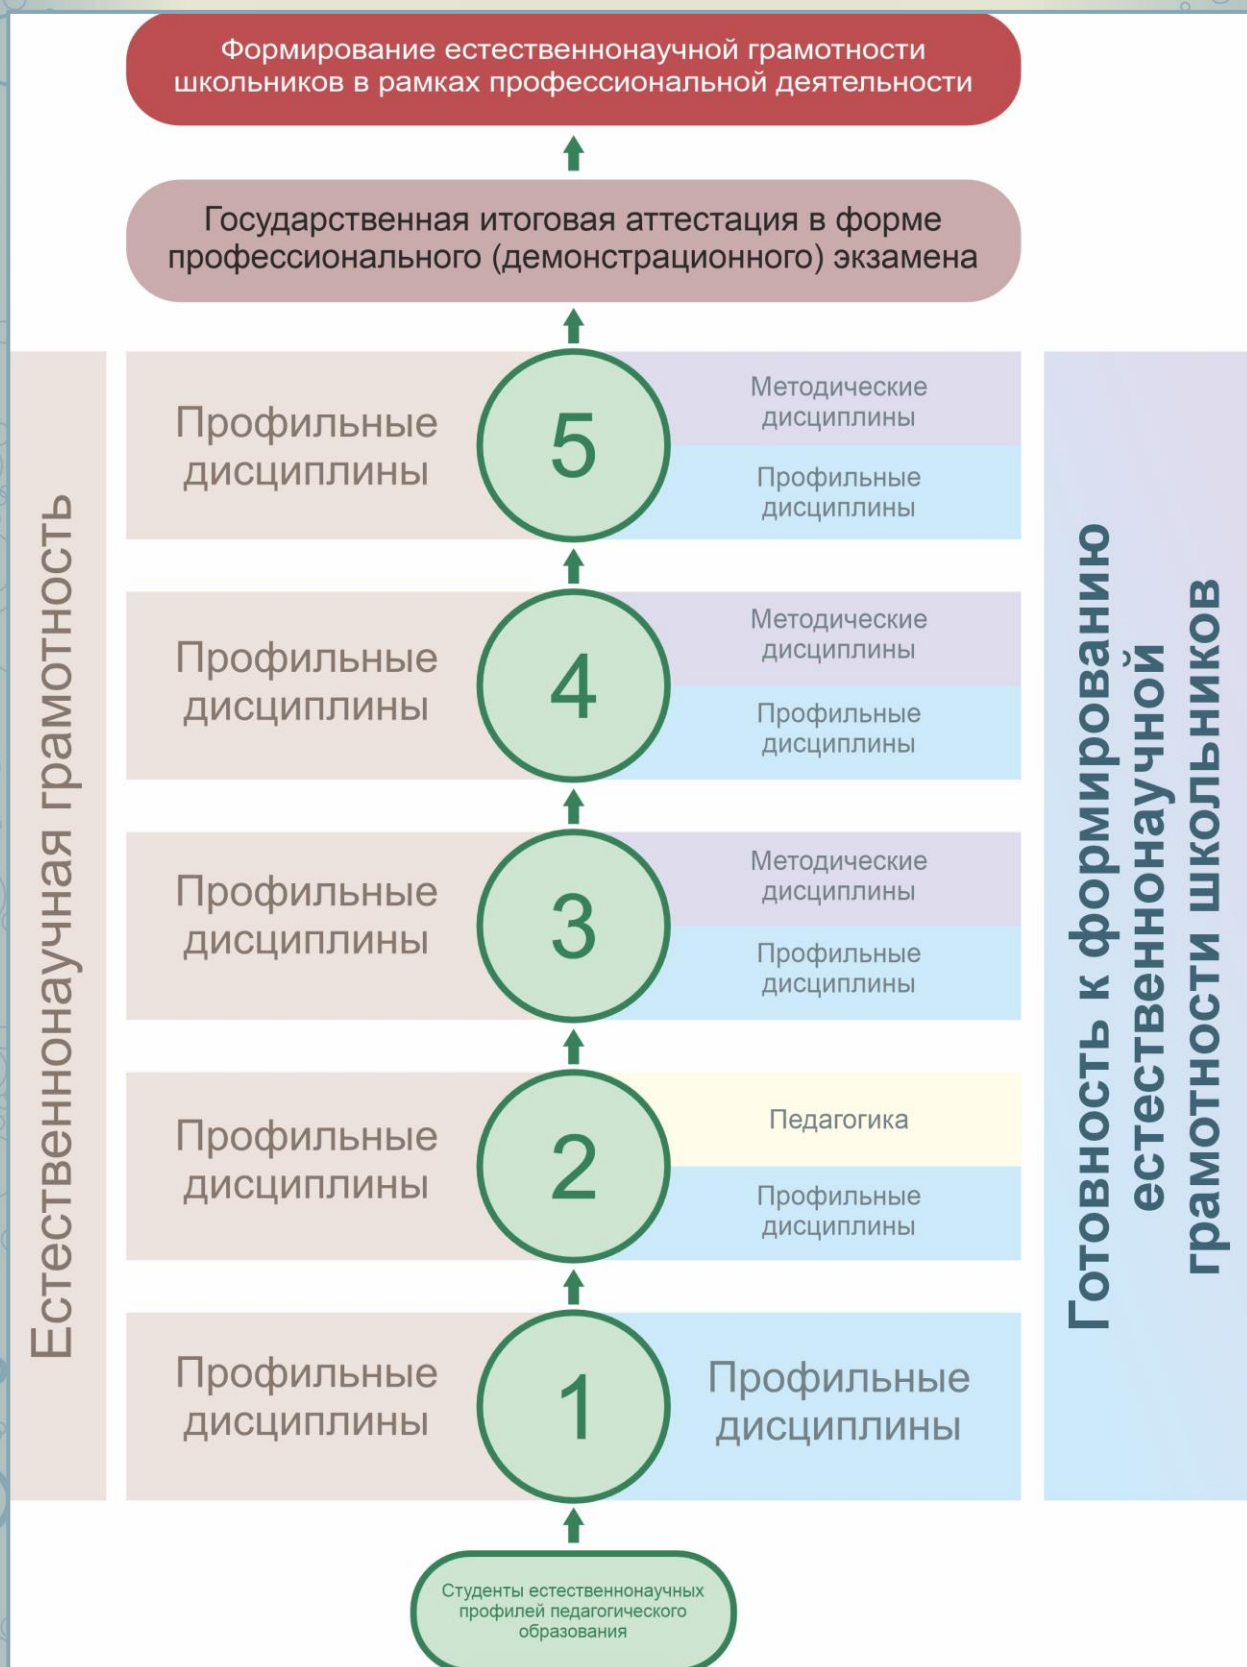 Формирование естественнонаучной грамотности
школьников в рамках профессиональной деятельности
Государственная итоговая аттестация в форме
профессионального (демонстрационного) экзамена
Естественнонаучная грамотность
Профильные
дисциплины
5
Методические
дисциплины
Профильные
дисциплины
Профильные
дисциплины
4
Методические
дисциплины
Профильные
дисциплины
Профильные
дисциплины
3
Методические
дисциплины
Профильные
дисциплины
Профильные
дисциплины
2
Педагогика
Профильные
дисциплины
Профильные
дисциплины
1
Профильные
дисциплины
Готовность к формированию
естественнонаучной
грамотности школьников
Студенты естественнонаучных
профилей педагогического
образования